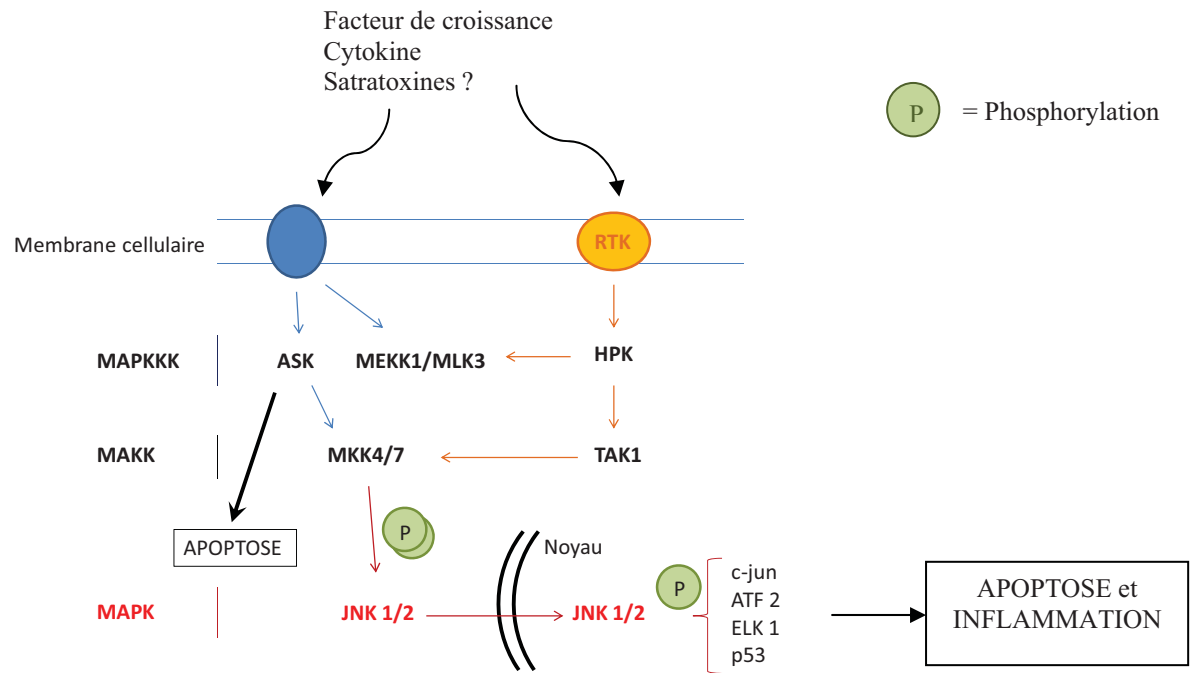 Facteur de croissance
Cytokine
Satratoxines ?
P = Phosphorylation
Membrane cellulaire
RTK
MAPKKK
ASK
MEKK1/MLK3
HPK
MAKK
MKK4/7
TAK1
P
APOPTOSE
Noyau
MAPK
JNK 1/2
JNK 1/2
P
c-jun
ATF 2
ELK 1
p53
APOPTOSE et
INFLAMMATION